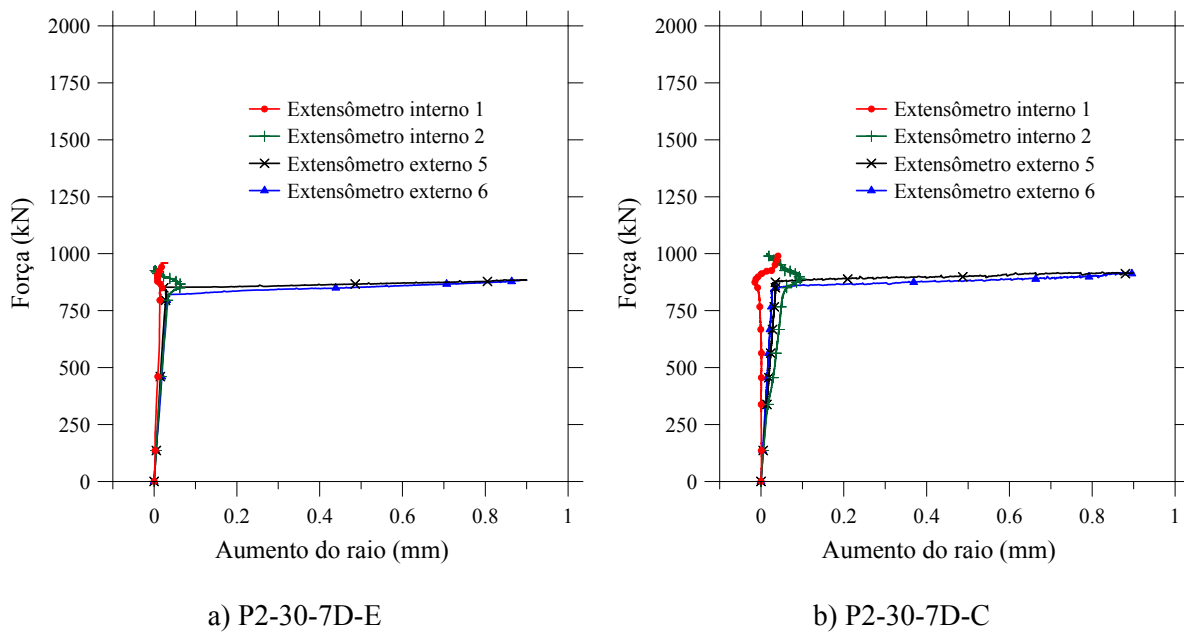 2000
1750
1500
1250
1000
750
500
250
0
Força (kN)
Extensômetro interno 1
Extensômetro interno 2
Extensômetro externo 5
Extensômetro externo 6
0 0.2 0.4 0.6 0.8 1
Aumento do raio (mm)
a) P2-30-7D-E
2000
1750
1500
1250
1000
750
500
250
0
Força (kN)
Extensômetro interno 1
Extensômetro interno 2
Extensômetro externo 5
Extensômetro externo 6
0 0.2 0.4 0.6 0.8 1
Aumento do raio (mm)
b) P2-30-7D-C